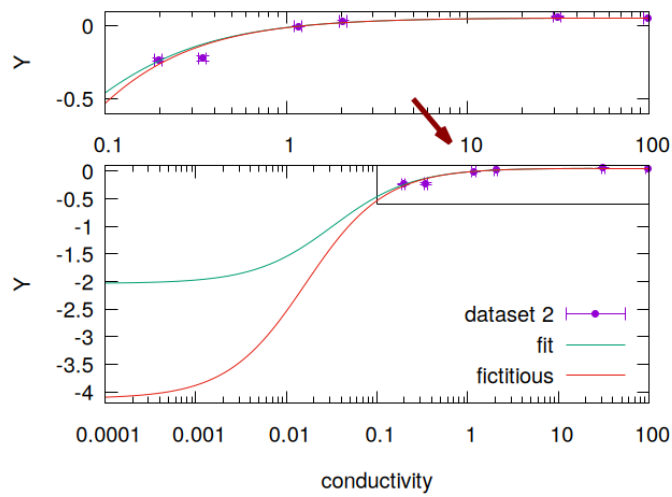 Y
0
-0.5
0.1 1 10 100
Y
0
-0.5
-1
-1.5
-2
-2.5
-3
-3.5
-4
dataset 2
fit
fictitious
0.0001 0.001 0.01 0.1 1 10 100
conductivity